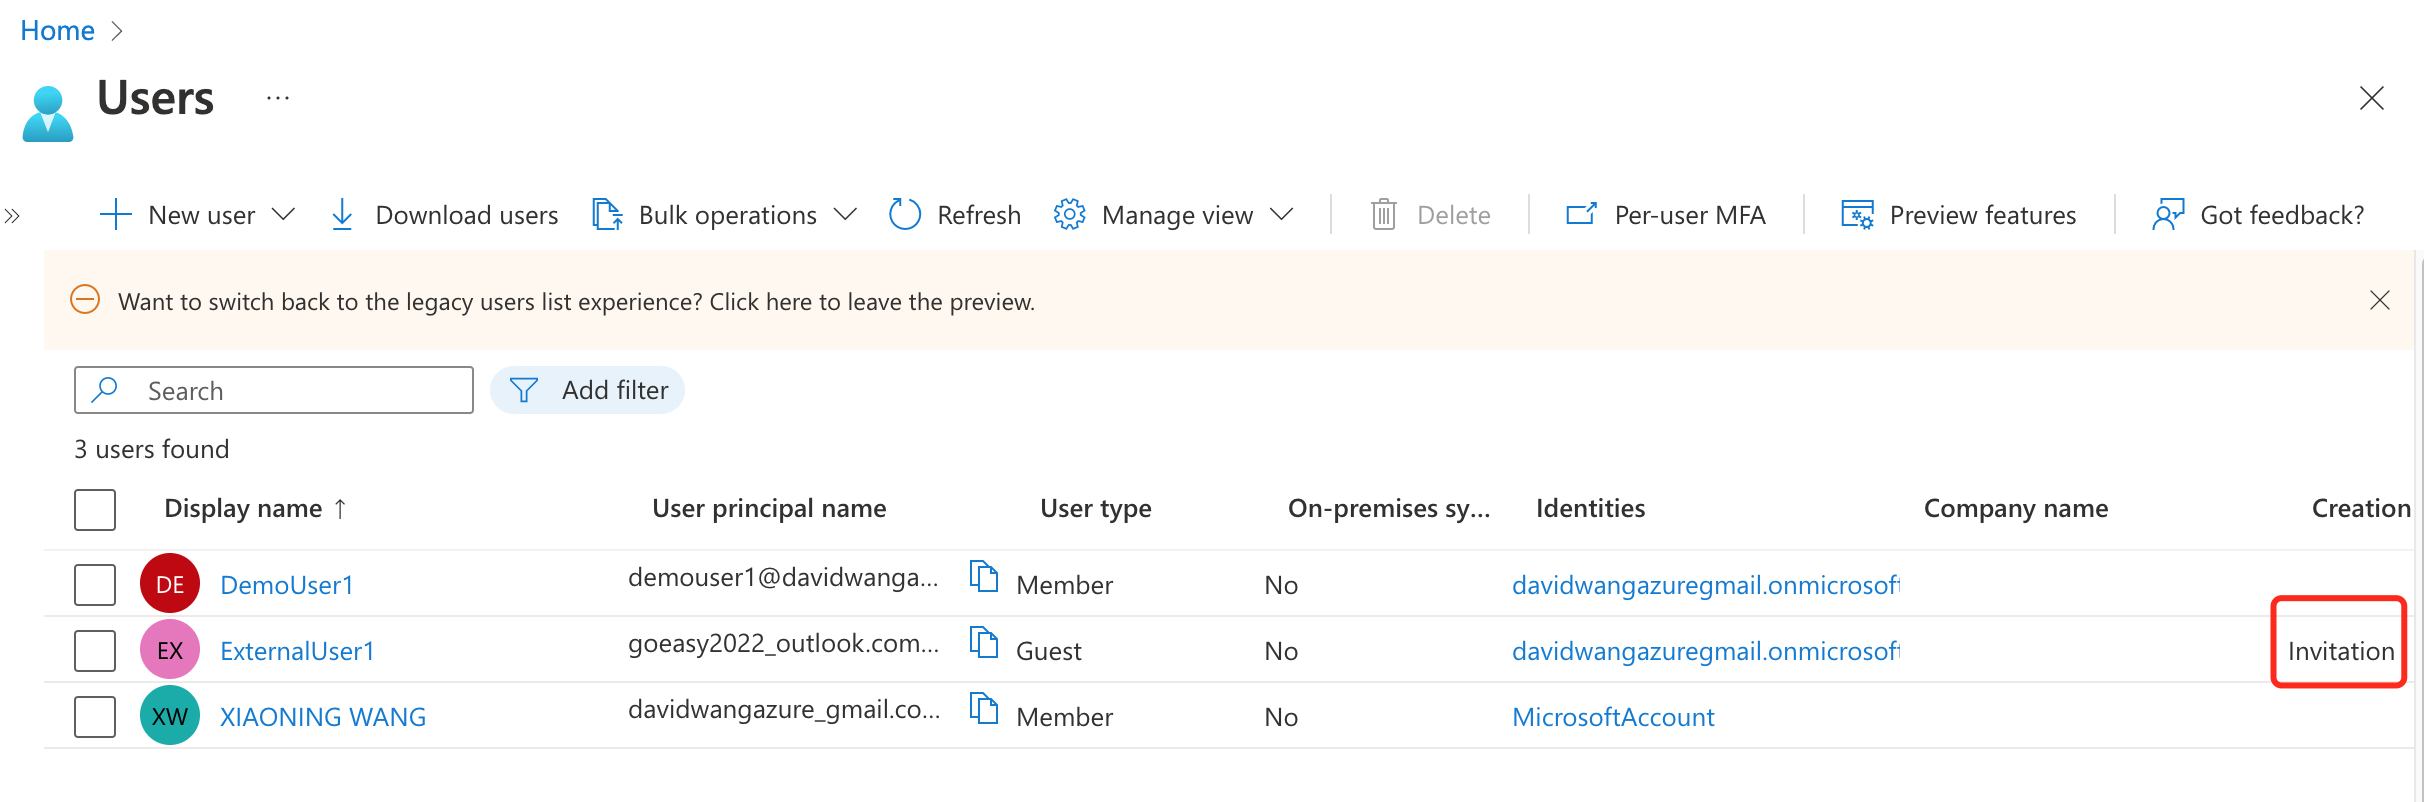 Home
Users
New user Download users Bulk operations Refresh Manage view Delete Per-user MFA Preview features Got feedback?
Want to switch back to the legacy users list experience? Click here to leave the preview.
Search Add filter
3 users found
Display name ↑ User principal name User type On-premises sy... Identities Company name Creation
DE DemoUser1 demouser1@davidwanga... Member No davidwangazuregmail.onmicrosoft
EX ExternalUser1 goeasy2022_outlook.com... Guest No davidwangazuregmail.onmicrosoft Invitation
XW XIAONING WANG davidwangazure_gmail.co... Member No MicrosoftAccount